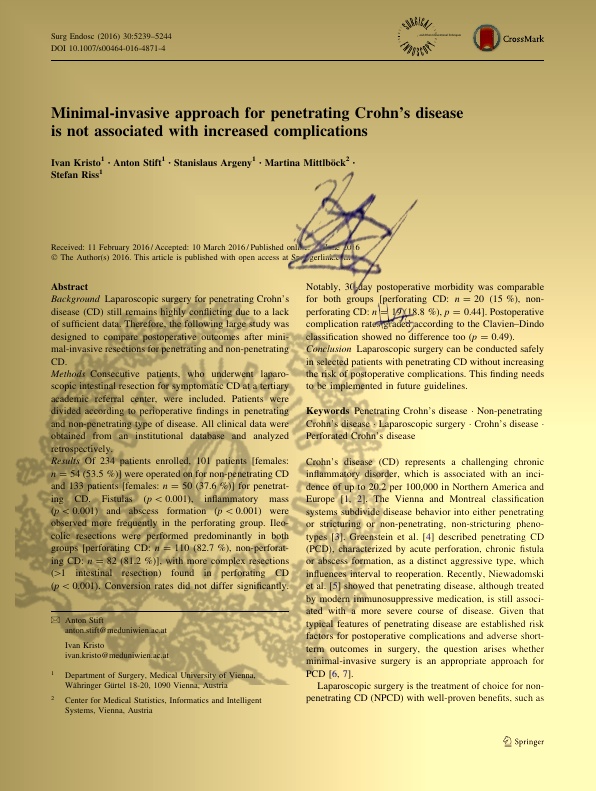 Surg Endosc (2016) 30:5239–5244
DOI 10.1007/s00464-016-4871-4
SURGICAL
ENDOSCOPY
CrossMark
Minimal-invasive approach for penetrating Crohn's disease
is not associated with increased complications
Ivan Kristo1 · Anton Stift1 · Stanislaus Argeny1 · Martina Mittlböck2 ·
Stefan Riss1
Received: 11 February 2016 / Accepted: 10 March 2016 / Published 2016
© The Author(s) 2016. This article is published with open access at
Abstract
Background Laparoscopic surgery for penetrating Crohn's
disease (CD) still remains highly conflicting due to a lack
of sufficient data. Therefore, the following large study was
designed to compare postoperative outcomes after mini-
mal-invasive resections for penetrating and non-penetrating
CD.
Methods Consecutive patients, who underwent laparo-
scopic intestinal resection for symptomatic CD at a tertiary
academic referral center, were included. Patients were
divided according to perioperative findings in penetrating
and non-penetrating type of disease. All clinical data were
obtained from an institutional database and analyzed
retrospectively.
Results Of 234 patients enrolled, 101 patients [females:
n = 54 (53.5 %)] were operated on for non-penetrating CD
and 133 patients [females: n = 50 (37.6 %)] for penetrat-
ing CD. Fistulas (p < 0.001), inflammatory mass
(p < 0.001) and abscess formation (p < 0.001) were
observed more frequently in the perforating group. Ileo-
colic resections were performed predominantly in both
groups [perforating CD: n = 110 (82.7 %), non-perforat-
ing CD: n = 82 (81.2 %)], with more complex resections
(>1 intestinal resection) found in perforating CD
(p < 0.001). Conversion rates did not differ significantly.
Anton Stift
anton.stift@meduniwien.ac.at
Ivan Kristo
ivan.kristo@meduniwien.ac.at
1 Department of Surgery, Medical University of Vienna,
Währinger Gürtel 18-20, 1090 Vienna, Austria
2 Center for Medical Statistics, Informatics and Intelligent
Systems, Vienna, Austria
Notably, 30-day postoperative morbidity was comparable
for both groups [perforating CD: n = 20 (15 %), non-
perforating CD: n = 19 (18.8 %), p = 0.44]. Postoperative
complication rates graded according to the Clavien–Dindo
classification showed no difference too (p = 0.49).
Conclusion Laparoscopic surgery can be conducted safely
in selected patients with penetrating CD without increasing
the risk of postoperative complications. This finding needs
to be implemented in future guidelines.
Keywords Penetrating Crohn's disease · Non-penetrating
Crohn's disease · Laparoscopic surgery · Crohn's disease ·
Perforated Crohn's disease
Crohn's disease (CD) represents a challenging chronic
inflammatory disorder, which is associated with an inci-
dence of up to 20.2 per 100,000 in Northern America and
Europe [1, 2]. The Vienna and Montreal classification
systems subdivide disease behavior into either penetrating
or stricturing or non-penetrating, non-stricturing pheno-
types [3]. Greenstein et al. [4] described penetrating CD
(PCD), characterized by acute perforation, chronic fistula
or abscess formation, as a distinct aggressive type, which
influences interval to reoperation. Recently, Niewadomski
et al. [5] showed that penetrating disease, although treated
by modern immunosuppressive medication, is still associ-
ated with a more severe course of disease. Given that
typical features of penetrating disease are established risk
factors for postoperative complications and adverse short-
term outcomes in surgery, the question arises whether
minimal-invasive surgery is an appropriate approach for
PCD [6, 7].
Laparoscopic surgery is the treatment of choice for non-
penetrating CD (NPCD) with well-proven benefits, such as
Springer